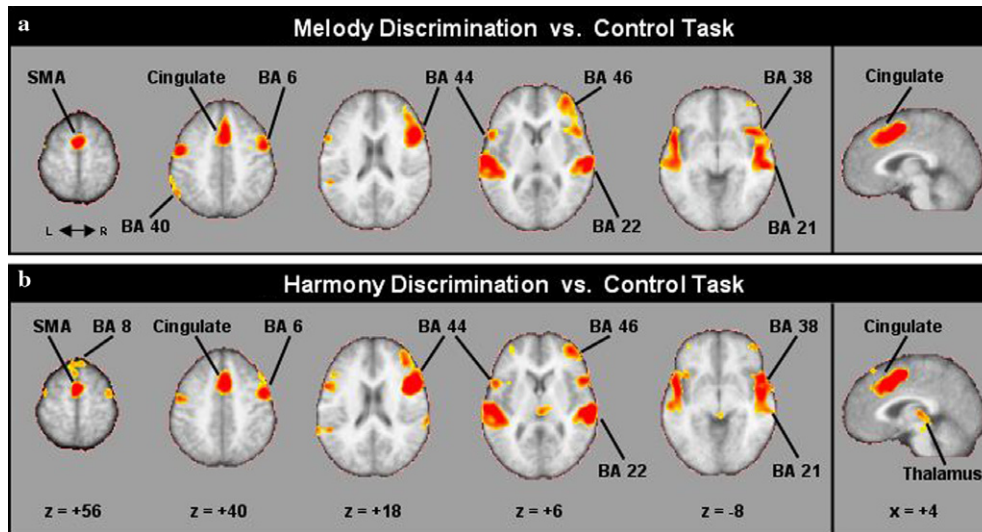 a
Melody Discrimination vs. Control Task
SMA
Cingulate
BA 6
BA 44
BA 46
BA 38
Cingulate
L R
BA 40
BA 22
BA 21
b
Harmony Discrimination vs. Control Task
SMA
BA 8
Cingulate
BA 6
BA 44
BA 46
BA 38
Cingulate
BA 22
BA 21
Thalamus
z = +56
z = +40
z = +18
z = +6
z = -8
x = +4